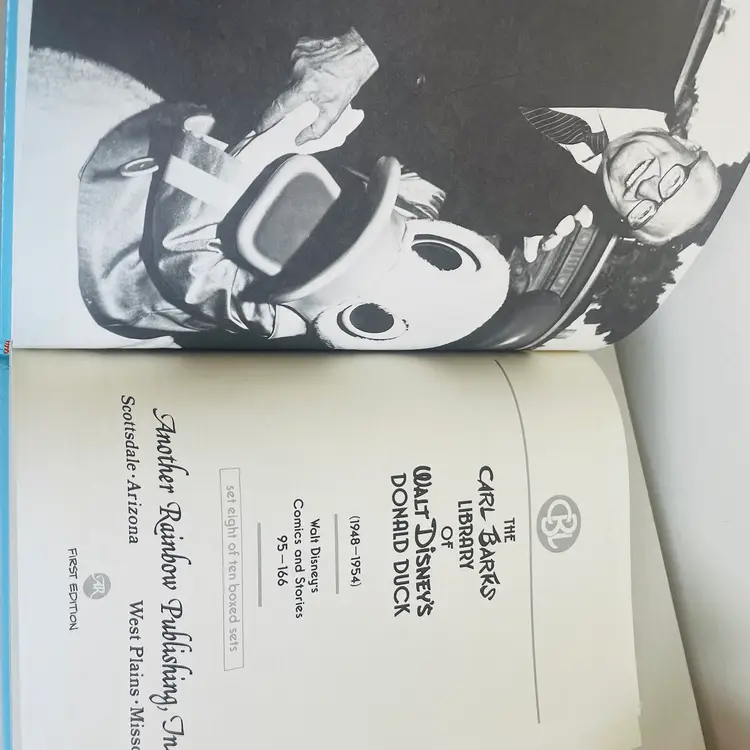 CBL
THE
CARL BARKS
LIBRARY
OF
WALT DISNEY'S
DONALD DUCK
(1948–1954)
Walt Disney's
Comics and Stories
95–166
set eight of ten boxed sets
Another Rainbow Publishing, In
Scottsdale · Arizona West Plains · Misso
AR
FIRST EDITION